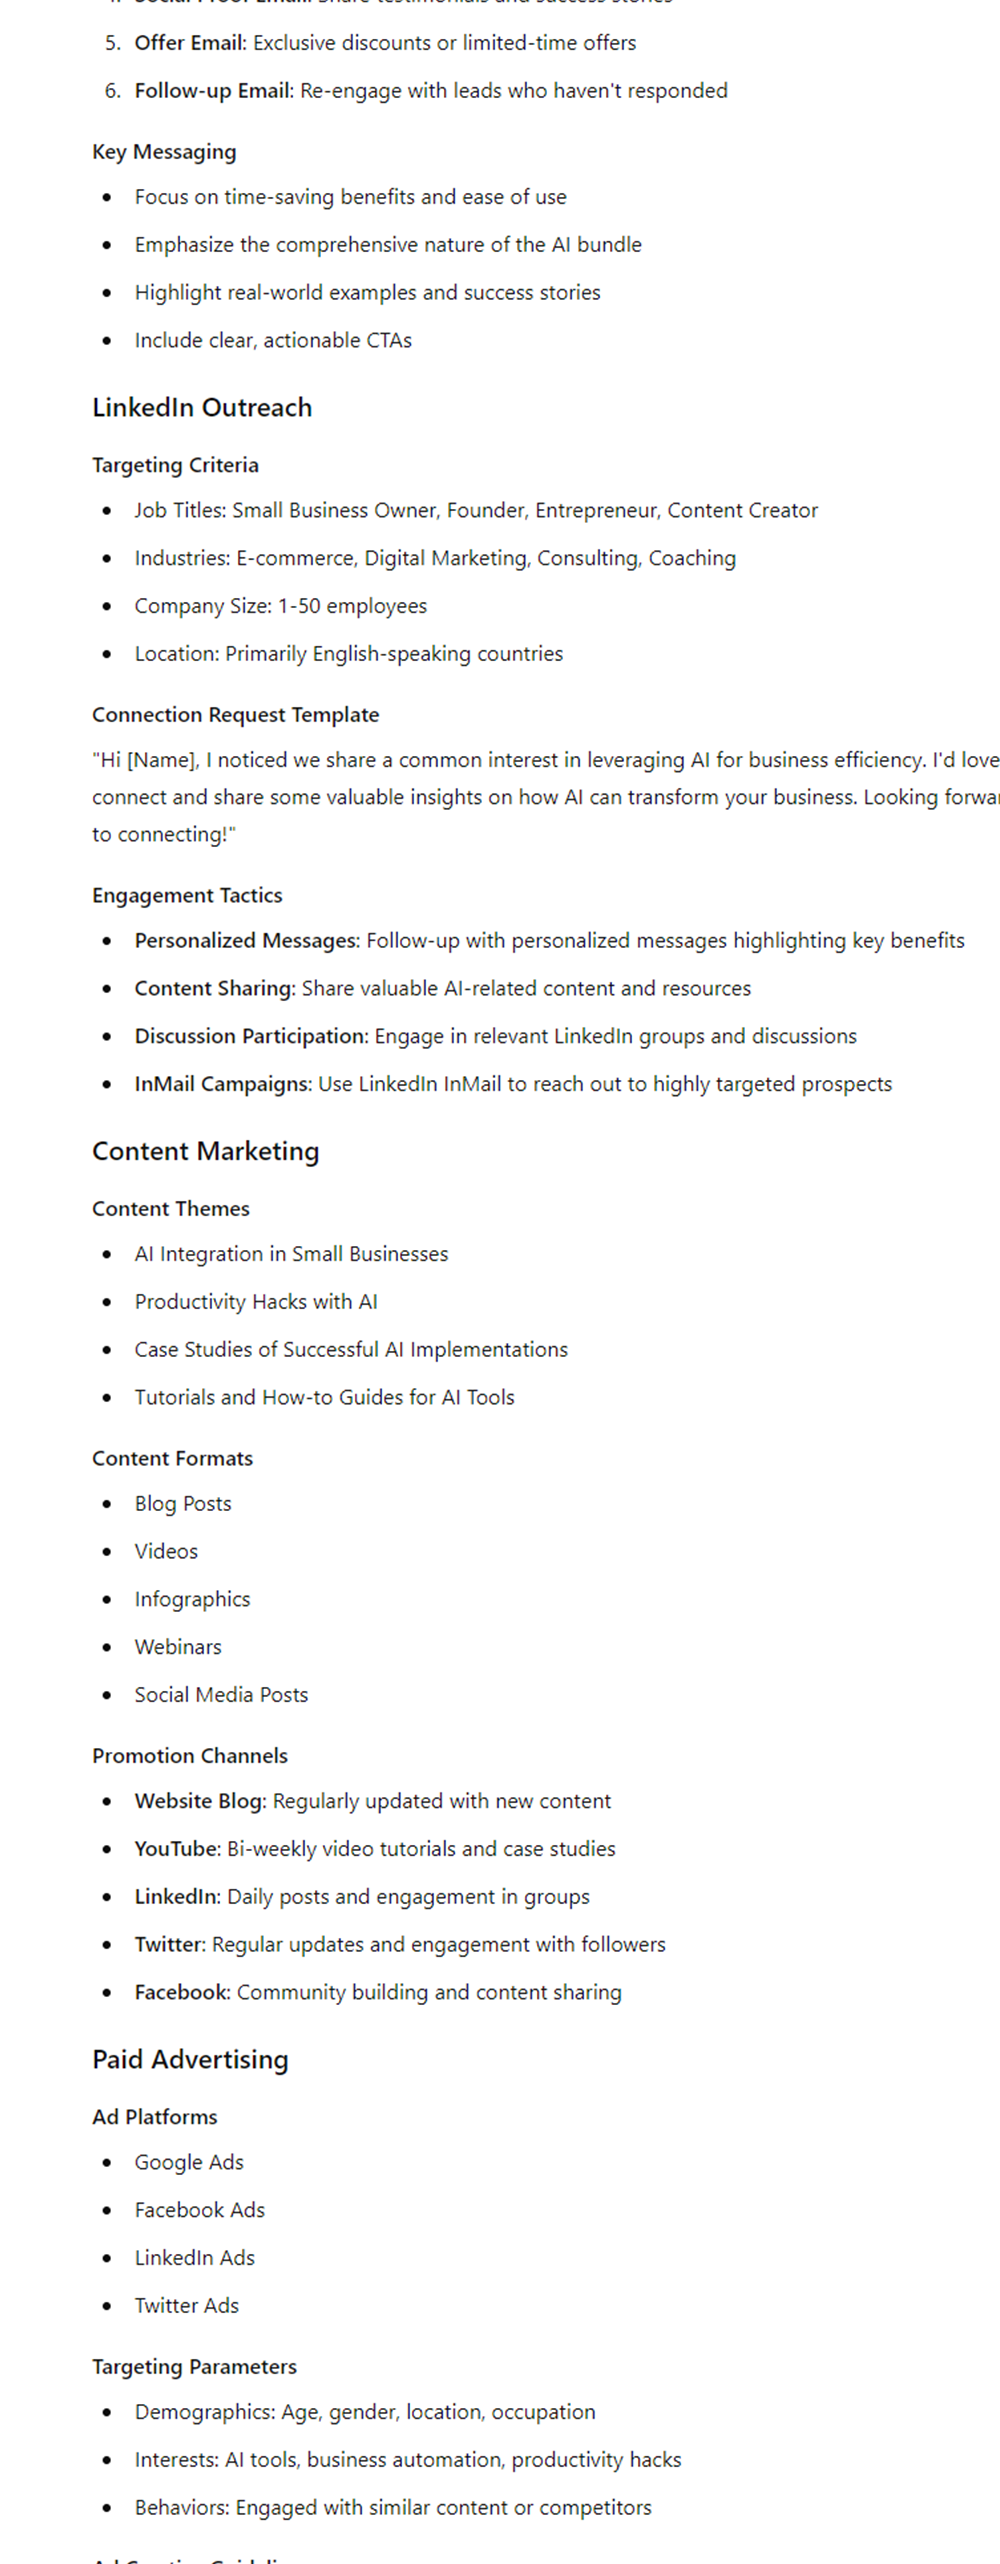 5. Offer Email: Exclusive discounts or limited-time offers
6. Follow-up Email: Re-engage with leads who haven't responded
Key Messaging
• Focus on time-saving benefits and ease of use
• Emphasize the comprehensive nature of the AI bundle
• Highlight real-world examples and success stories
• Include clear, actionable CTAs
LinkedIn Outreach
Targeting Criteria
• Job Titles: Small Business Owner, Founder, Entrepreneur, Content Creator
• Industries: E-commerce, Digital Marketing, Consulting, Coaching
• Company Size: 1-50 employees
• Location: Primarily English-speaking countries
Connection Request Template
"Hi [Name], I noticed we share a common interest in leveraging AI for business efficiency. I'd love
connect and share some valuable insights on how AI can transform your business. Looking forwar
to connecting!"
Engagement Tactics
• Personalized Messages: Follow-up with personalized messages highlighting key benefits
• Content Sharing: Share valuable AI-related content and resources
• Discussion Participation: Engage in relevant LinkedIn groups and discussions
• InMail Campaigns: Use LinkedIn InMail to reach out to highly targeted prospects
Content Marketing
Content Themes
• AI Integration in Small Businesses
• Productivity Hacks with AI
• Case Studies of Successful AI Implementations
• Tutorials and How-to Guides for AI Tools
Content Formats
• Blog Posts
• Videos
• Infographics
• Webinars
• Social Media Posts
Promotion Channels
• Website Blog: Regularly updated with new content
• YouTube: Bi-weekly video tutorials and case studies
• LinkedIn: Daily posts and engagement in groups
• Twitter: Regular updates and engagement with followers
• Facebook: Community building and content sharing
Paid Advertising
Ad Platforms
• Google Ads
• Facebook Ads
• LinkedIn Ads
• Twitter Ads
Targeting Parameters
• Demographics: Age, gender, location, occupation
• Interests: AI tools, business automation, productivity hacks
• Behaviors: Engaged with similar content or competitors